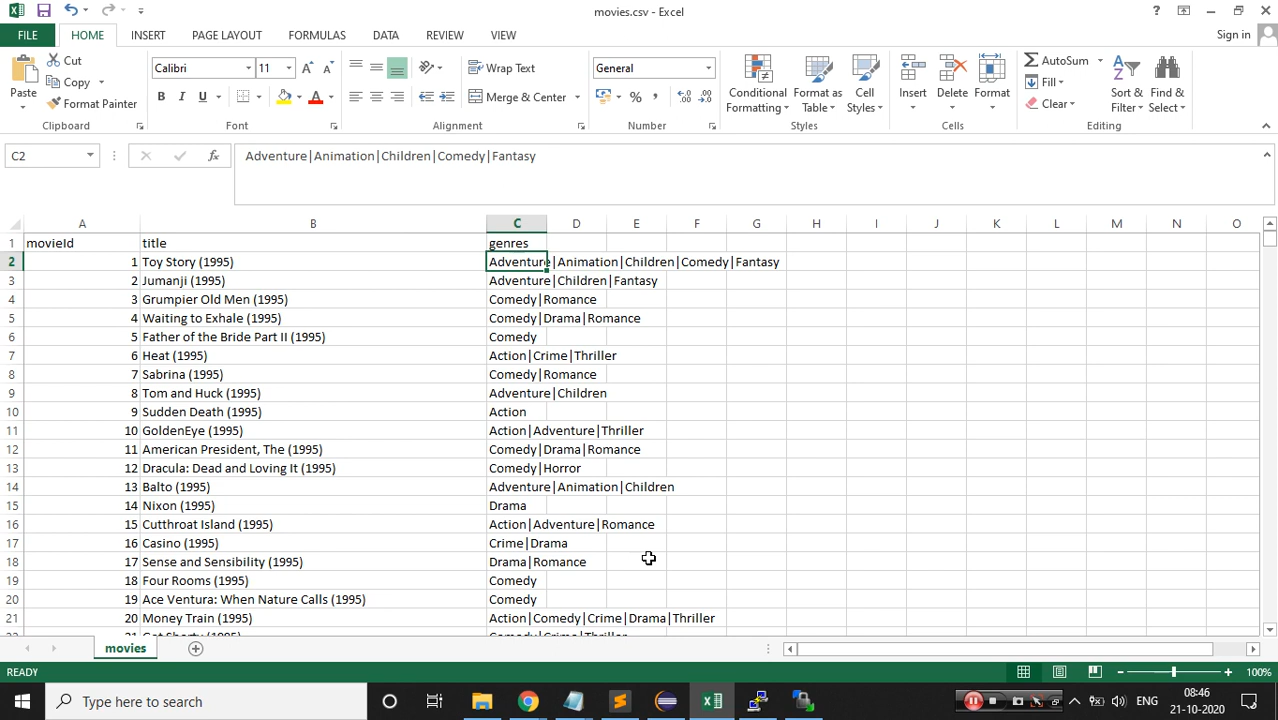 movies.csv - Excel
?
FILE HOME INSERT PAGE LAYOUT FORMULAS DATA REVIEW VIEW Sign in
Paste Cut Copy Format Painter
Calibri 11
B I U A
Wrap Text
Merge & Center
General
%
Conditional Formatting
Format as Table
Cell Styles
Insert Delete Format
AutoSum
Fill
Clear
Sort & Filter
Find & Select
Clipboard Font Alignment Number Styles Cells Editing
C2 fx Adventure|Animation|Children|Comedy|Fantasy
A B C D E F G H I J K L M N O
1 movieId title genres
2 1 Toy Story (1995) Adventure|Animation|Children|Comedy|Fantasy
3 2 Jumanji (1995) Adventure|Children|Fantasy
4 3 Grumpier Old Men (1995) Comedy|Romance
5 4 Waiting to Exhale (1995) Comedy|Drama|Romance
6 5 Father of the Bride Part II (1995) Comedy
7 6 Heat (1995) Action|Crime|Thriller
8 7 Sabrina (1995) Comedy|Romance
9 8 Tom and Huck (1995) Adventure|Children
10 9 Sudden Death (1995) Action
11 10 GoldenEye (1995) Action|Adventure|Thriller
12 11 American President, The (1995) Comedy|Drama|Romance
13 12 Dracula: Dead and Loving It (1995) Comedy|Horror
14 13 Balto (1995) Adventure|Animation|Children
15 14 Nixon (1995) Drama
16 15 Cutthroat Island (1995) Action|Adventure|Romance
17 16 Casino (1995) Crime|Drama
18 17 Sense and Sensibility (1995) Drama|Romance
19 18 Four Rooms (1995) Comedy
20 19 Ace Ventura: When Nature Calls (1995) Comedy
21 20 Money Train (1995) Action|Comedy|Crime|Drama|Thriller
22 21 Get Shorty (1995) Comedy|Crime|Thriller
movies
READY 100%
Type here to search
ENG
08:46
21-10-2020